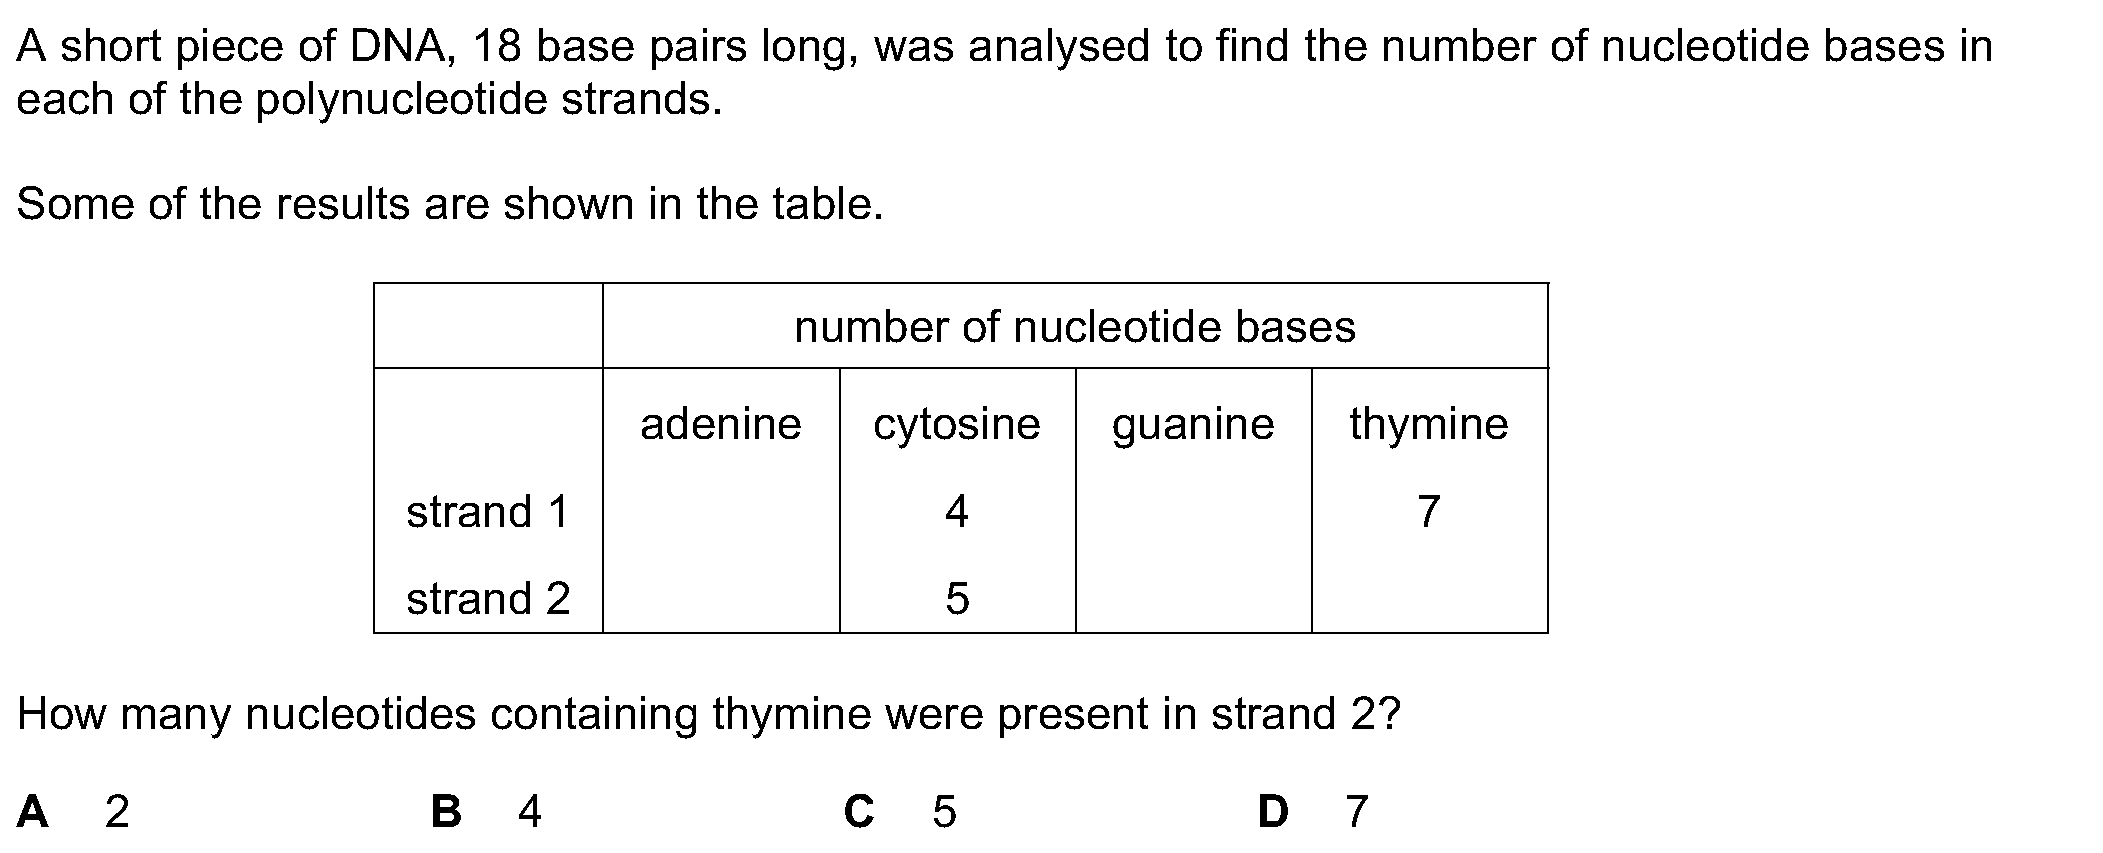 A short piece of DNA, 18 base pairs long, was analysed to find the number of nucleotide bases in
each of the polynucleotide strands.
Some of the results are shown in the table.
number of nucleotide bases
adenine cytosine guanine thymine
strand 1 4 7
strand 2 5
How many nucleotides containing thymine were present in strand 2?
A 2 B 4 C 5 D 7